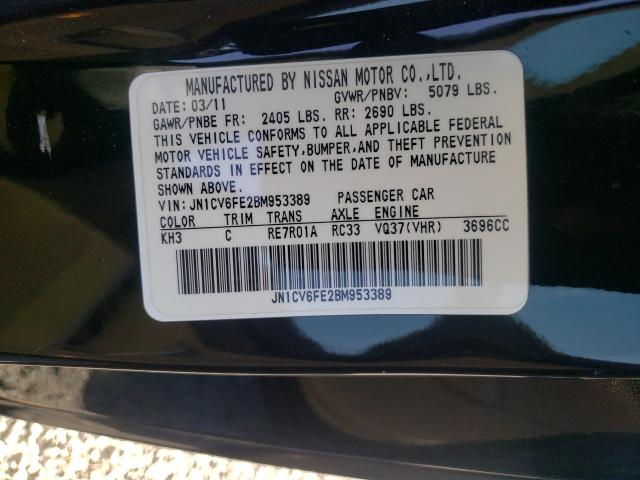 MANUFACTURED BY NISSAN MOTOR CO.,LTD.
DATE: 03/11 GVWR/PNBV: 5079 LBS.
GAWR/PNBE FR: 2405 LBS. RR: 2690 LBS.
THIS VEHICLE CONFORMS TO ALL APPLICABLE FEDERAL
MOTOR VEHICLE SAFETY,BUMPER,AND THEFT PREVENTION
STANDARDS IN EFFECT ON THE DATE OF MANUFACTURE
SHOWN ABOVE.
VIN:JN1CV6FE2BM953389 PASSENGER CAR
COLOR TRIM TRANS AXLE ENGINE
KH3 C RE7R01A RC33 VQ37(VHR) 3696CC
JN1CV6FE2BM953389